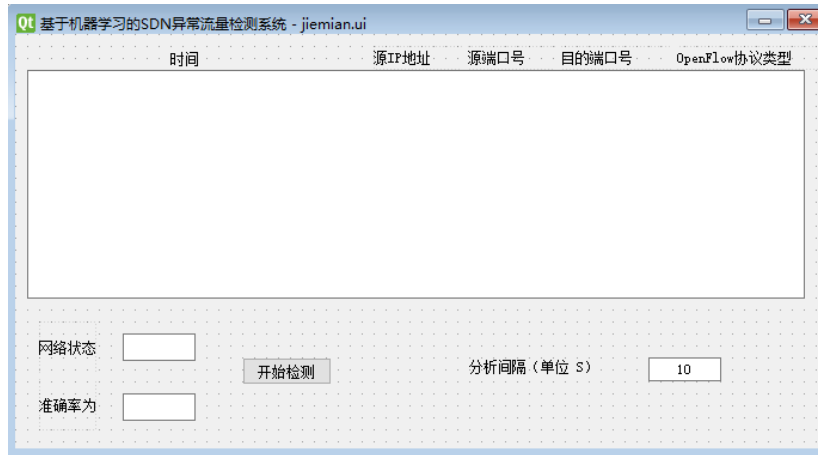 Qt 基于机器学习的SDN异常流量检测系统 - jiemian.ui
时间 源IP地址 源端口号 目的端口号 OpenFlow协议类型
网络状态
开始检测 分析间隔（单位 S） 10
准确率为